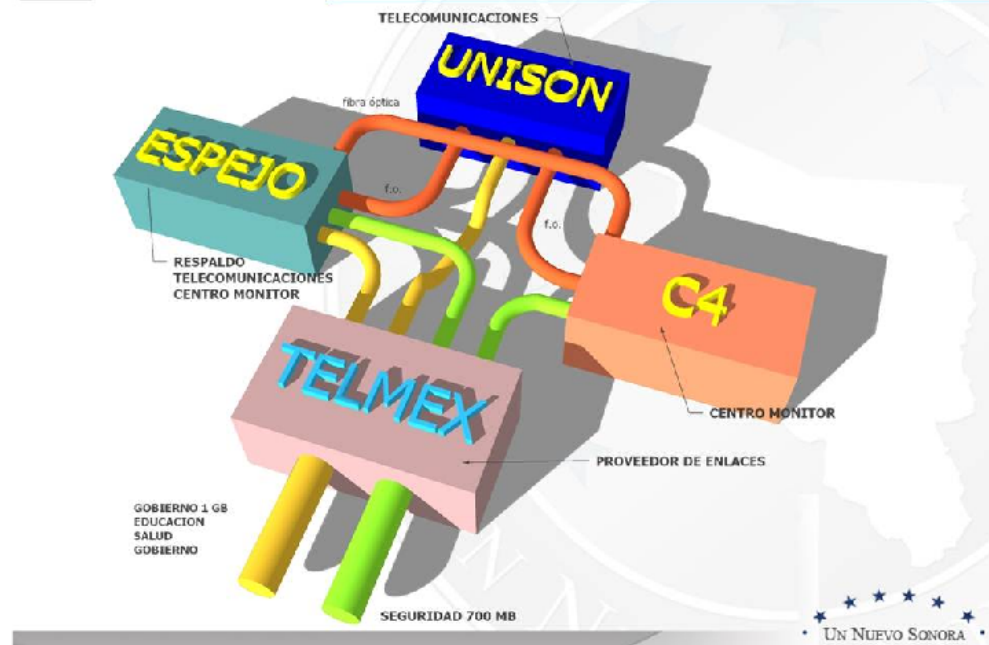 TELECOMUNICACIONES
UNISON
fibra óptica
ESPEJO
f.o.
f.o.
RESPALDO
TELECOMUNICACIONES
CENTRO MONITOR
C4
TELMEX
CENTRO MONITOR
PROVEEDOR DE ENLACES
GOBIERNO 1 GB
EDUCACION
SALUD
GOBIERNO
SEGURIDAD 700 MB
UN NUEVO SONORA